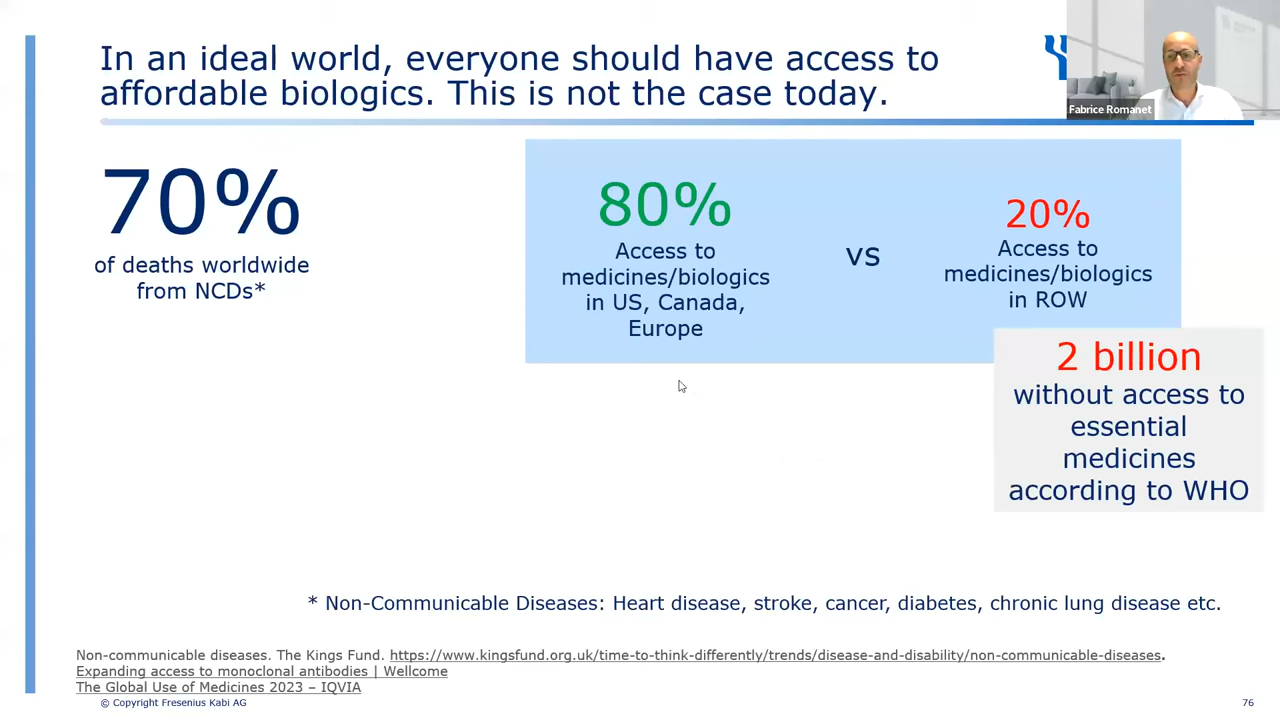 In an ideal world, everyone should have access to
affordable biologics. This is not the case today.
Fabrice Romanet
70%
of deaths worldwide
from NCDs*
80%
Access to
medicines/biologics
in US, Canada,
Europe
vs
20%
Access to
medicines/biologics
in ROW
2 billion
without access to
essential
medicines
according to WHO
* Non-Communicable Diseases: Heart disease, stroke, cancer, diabetes, chronic lung disease etc.
Non-communicable diseases. The Kings Fund. https://www.kingsfund.org.uk/time-to-think-differently/trends/disease-and-disability/non-communicable-diseases.
Expanding access to monoclonal antibodies | Wellcome
The Global Use of Medicines 2023 – IQVIA
© Copyright Fresenius Kabi AG
76